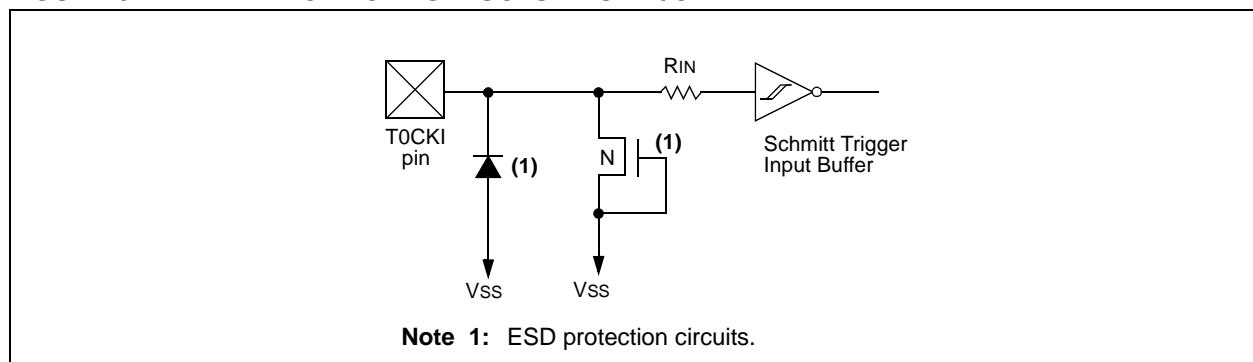 RIN
T0CKI
pin
(1)
N
(1)
Schmitt Trigger
Input Buffer
VSS
VSS
Note 1: ESD protection circuits.